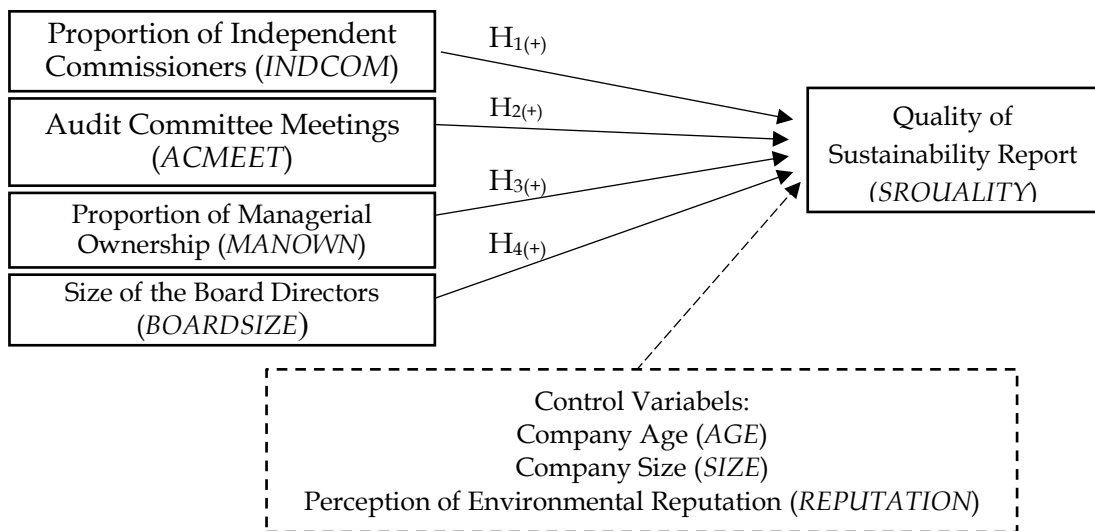 Proportion of Independent
Commissioners (INDCOM)
H1(+)
Audit Committee Meetings
(ACMEET)
H2(+)
Proportion of Managerial
Ownership (MANOWN)
H3(+)
Size of the Board Directors
(BOARDSIZE)
H4(+)
Quality of
Sustainability Report
(SROUALITY)
Control Variabels:
Company Age (AGE)
Company Size (SIZE)
Perception of Environmental Reputation (REPUTATION)